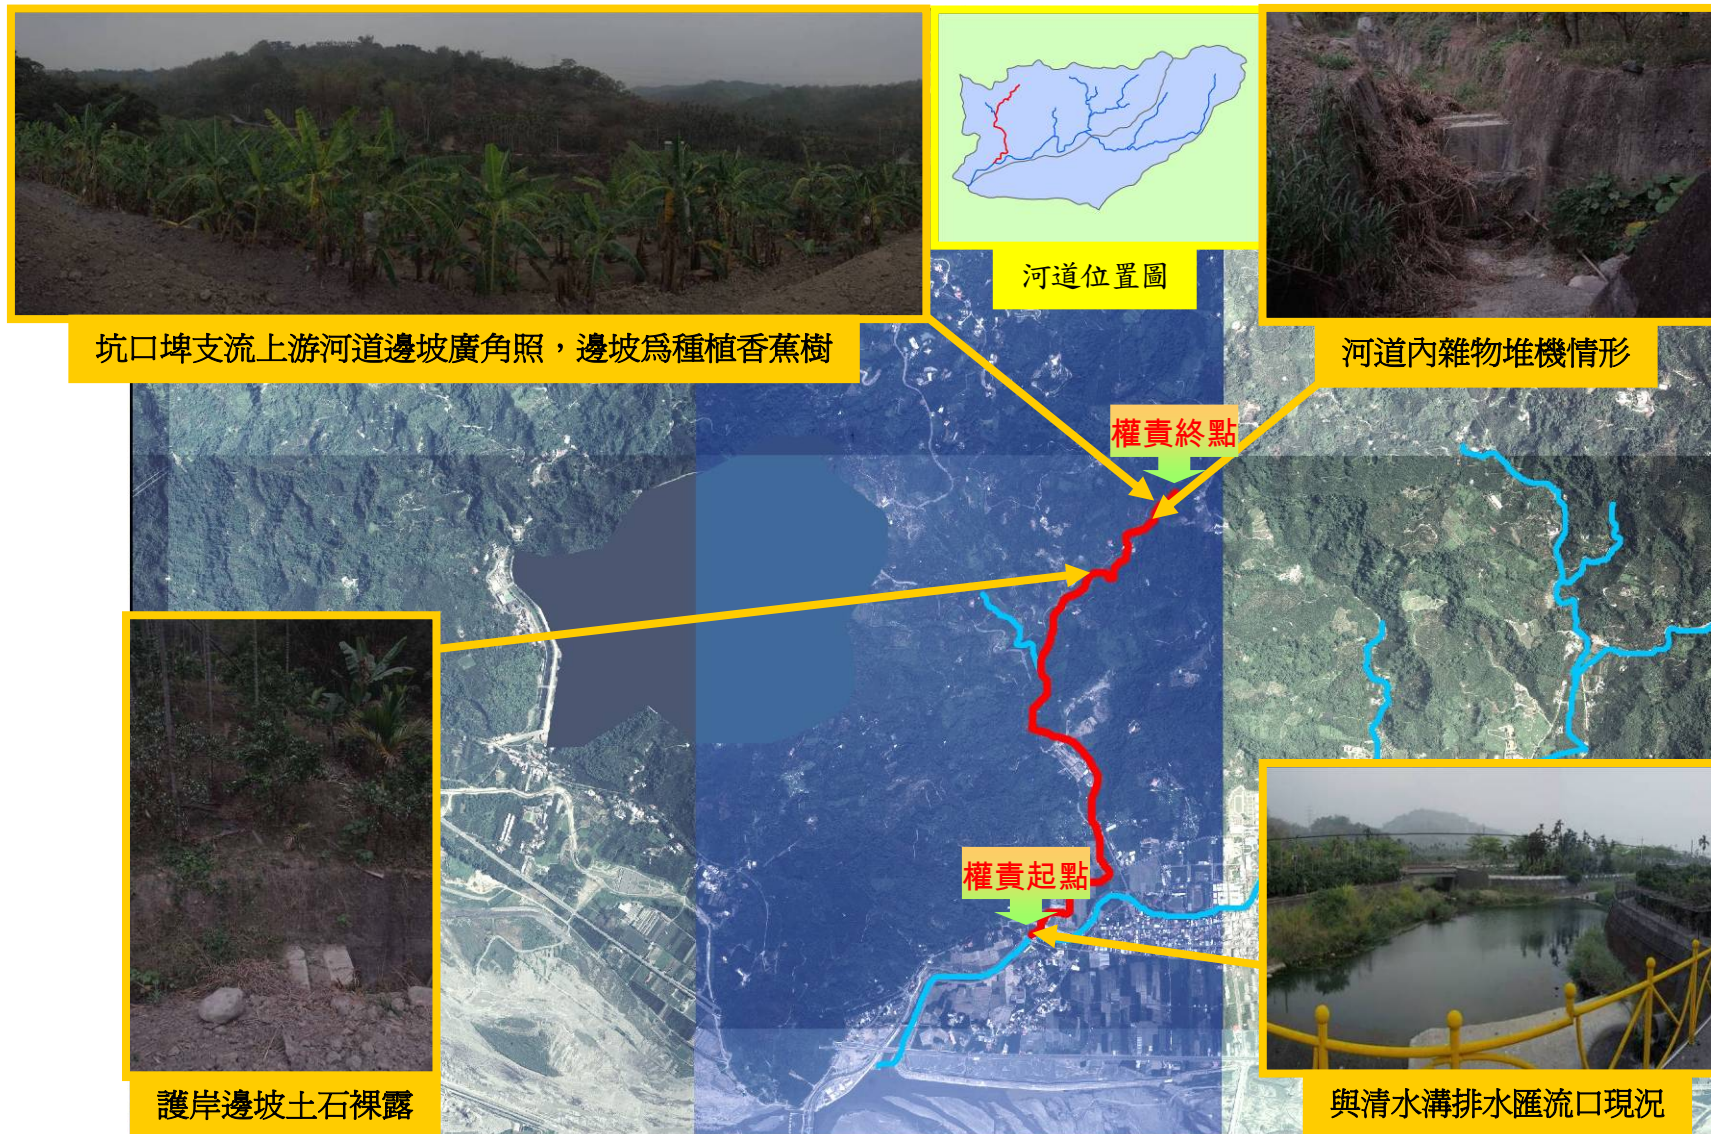 河道位置圖
坑口埤支流上游河道邊坡廣角照，邊坡爲種植香蕉樹
河道內雜物堆機情形
權責終點
權責起點
護岸邊坡土石裸露
與清水溝排水匯流口現況